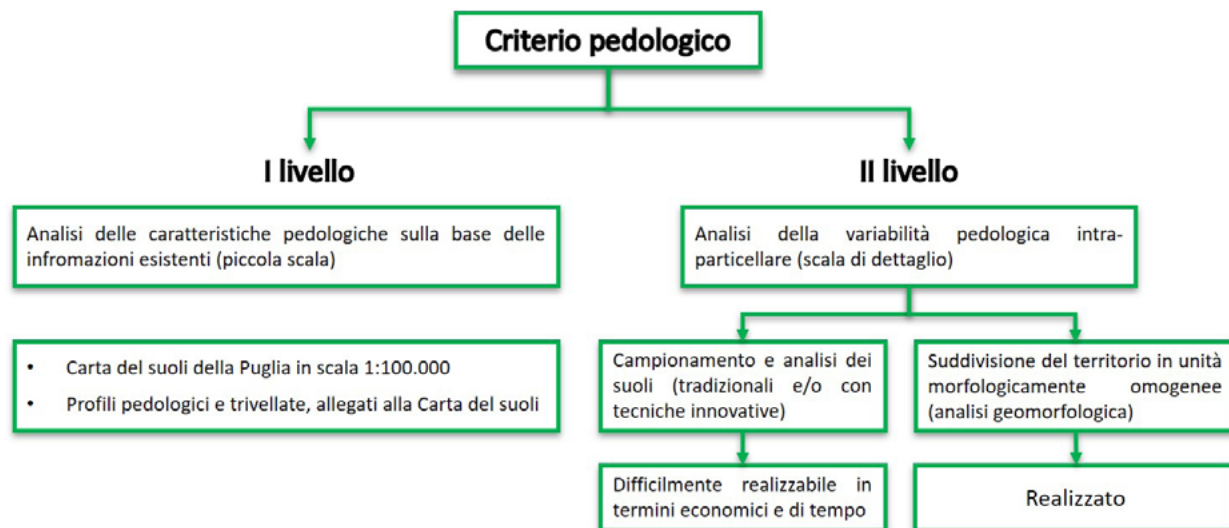 Criterio pedologico
I livello
II livello
Analisi delle caratteristiche pedologiche sulla base delle
infromazioni esistenti (piccola scala)
Analisi della variabilità pedologica intra-
particellare (scala di dettaglio)
• Carta del suoli della Puglia in scala 1:100.000
• Profili pedologici e trivellate, allegati alla Carta del suoli
Campionamento e analisi dei
suoli (tradizionali e/o con
tecniche innovative)
Suddivisione del territorio in unità
morfologicamente omogenee
(analisi geomorfologica)
Difficilmente realizzabile in
termini economici e di tempo
Realizzato